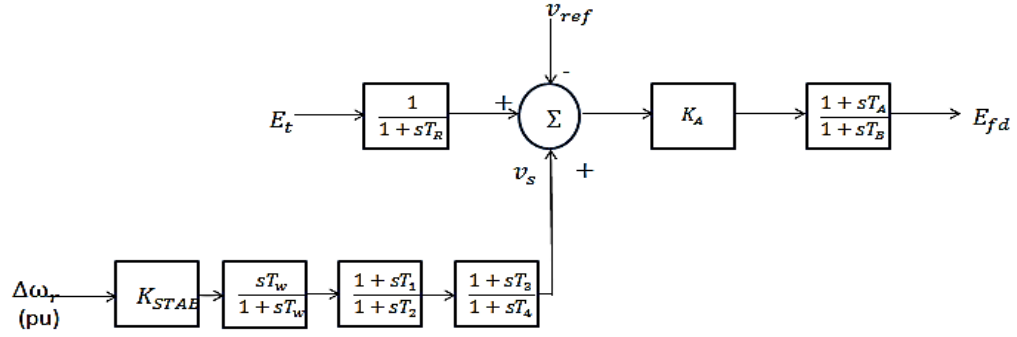 v_ref
-
E_t
1
1 + sT_R
+
Σ
K_A
1 + sT_A
1 + sT_B
E_fd
v_s
+
Δω_r
(pu)
K_STAB
sT_w
1 + sT_w
1 + sT_1
1 + sT_2
1 + sT_3
1 + sT_4